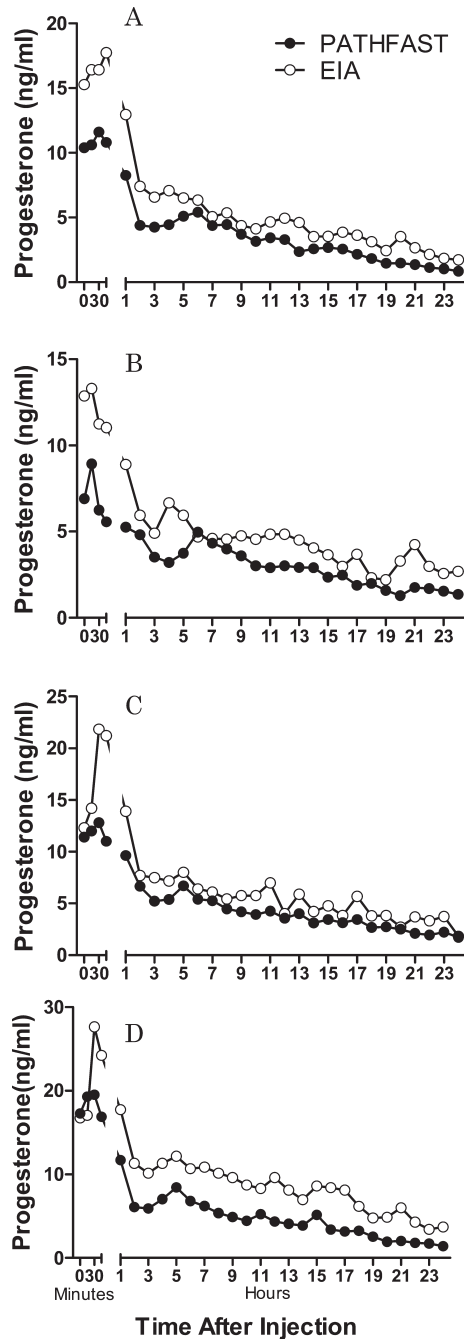 A
PATHFAST
EIA
Progesterone (ng/ml)
20
15
10
5
0
0 30 1 3 5 7 9 11 13 15 17 19 21 23
B
Progesterone (ng/ml)
15
10
5
0
0 30 1 3 5 7 9 11 13 15 17 19 21 23
C
Progesterone (ng/ml)
25
20
15
10
5
0
0 30 1 3 5 7 9 11 13 15 17 19 21 23
D
Progesterone(ng/ml)
30
20
10
0
0 30 1 3 5 7 9 11 13 15 17 19 21 23
Minutes Hours
Time After Injection